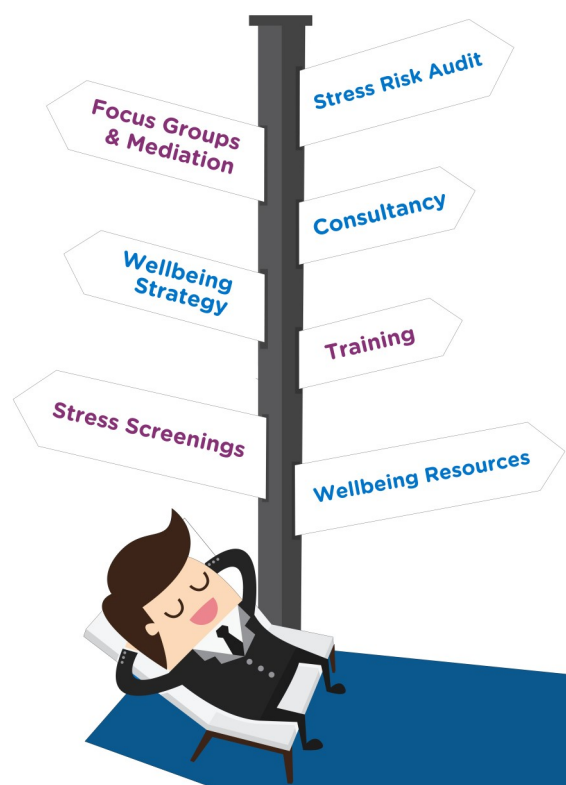 Stress Risk Audit
Focus Groups
& Mediation
Consultancy
Wellbeing
Strategy
Training
Stress Screenings
Wellbeing Resources